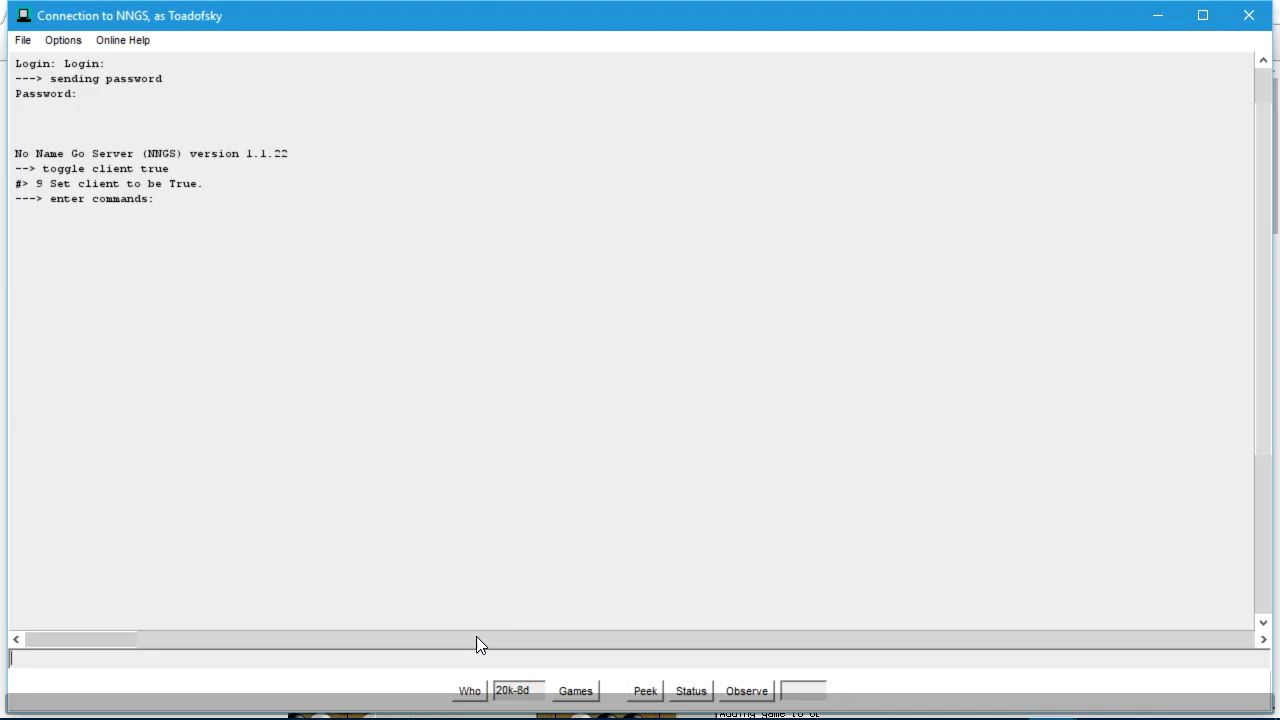 Connection to NNGS, as Toadofsky
File Options Online Help
Login: Login:
---> sending password
Password:
No Name Go Server (NNGS) version 1.1.22
--> toggle client true
#> 9 Set client to be True.
---> enter commands:
Who 20k-8d Games Peek Status Observe